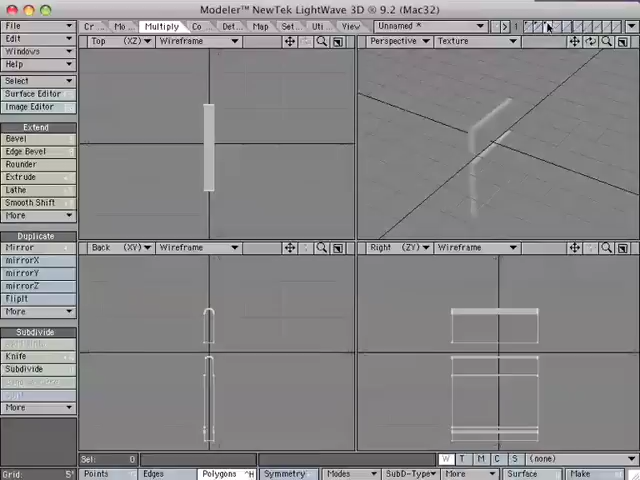 Modeler™ NewTek LightWave 3D ® 9.2 (Mac32)
File
Cr... Mo... Multiply Co... Det... Map Set... Uti... View Unnamed * 1
Edit
Windows
Help
Select
Surface Editor
Image Editor
Extend
Bevel
Edge Bevel
Rounder
Extrude
Lathe
Smooth Shift
More
Duplicate
Mirror
mirrorX
mirrorY
mirrorZ
FlipIt
More
Subdivide
Knife
Subdivide
More
Top (XZ) Wireframe
Perspective Texture
Back (XY) Wireframe
Right (ZY) Wireframe
Sel: 0
W T M C S (none)
Grid: 5"
Points Edges Polygons ^H Symmetry Modes SubD-Type More Surface Make